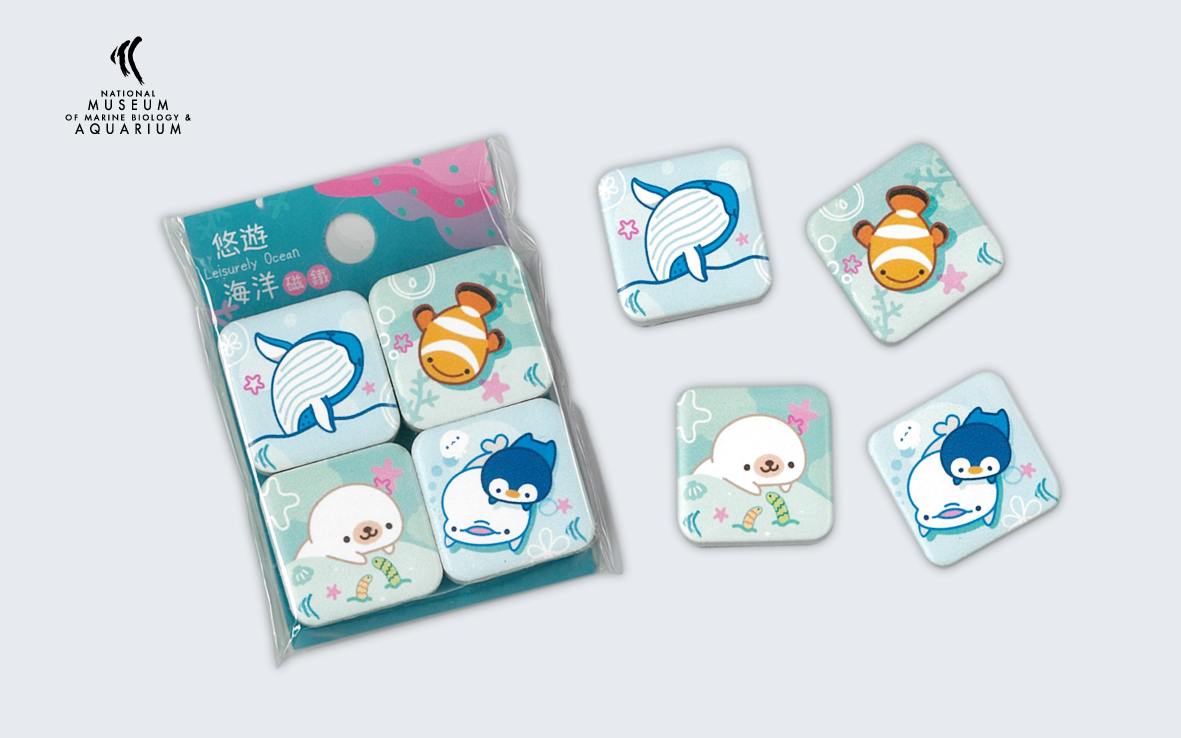 NATIONAL
MUSEUM
OF MARINE BIOLOGY &
AQUARIUM
悠遊
Leisurely Ocean
海洋磁鐵